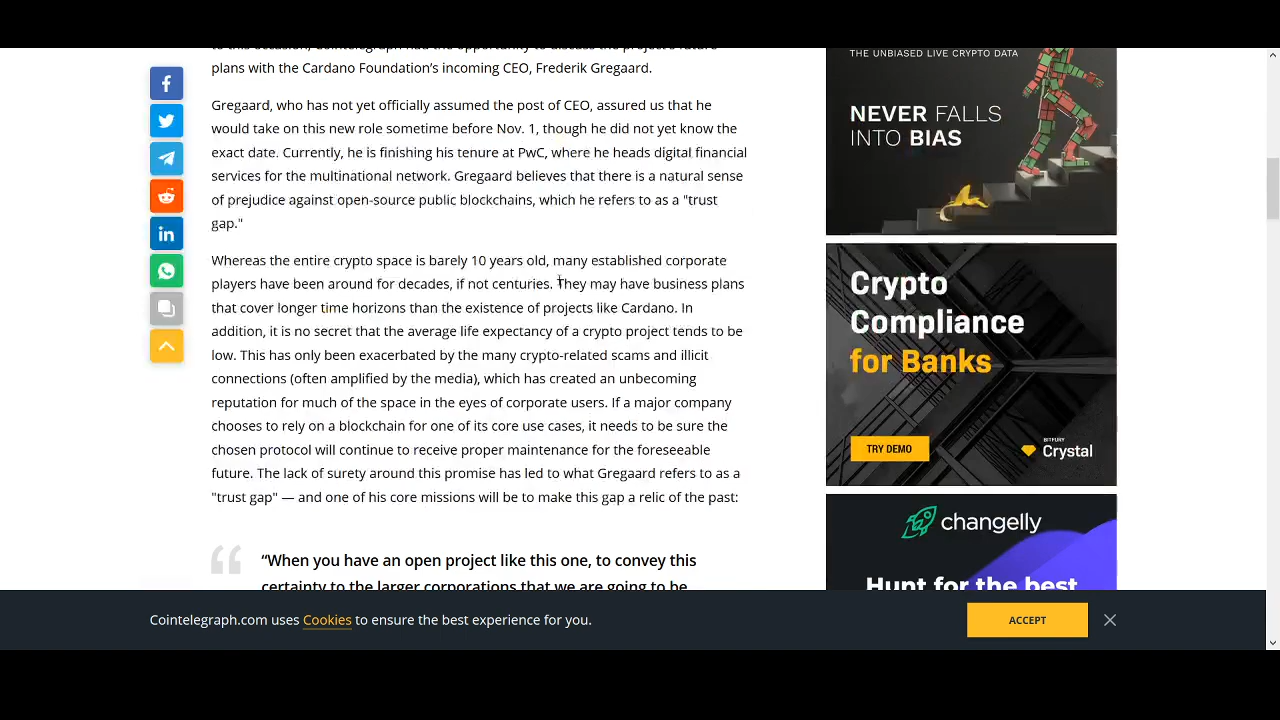 to this occasion, Cointelegraph had the opportunity to discuss the project's future
plans with the Cardano Foundation's incoming CEO, Frederik Gregaard.
Gregaard, who has not yet officially assumed the post of CEO, assured us that he
would take on this new role sometime before Nov. 1, though he did not yet know the
exact date. Currently, he is finishing his tenure at PwC, where he heads digital financial
services for the multinational network. Gregaard believes that there is a natural sense
of prejudice against open-source public blockchains, which he refers to as a "trust
gap."
Whereas the entire crypto space is barely 10 years old, many established corporate
players have been around for decades, if not centuries. They may have business plans
that cover longer time horizons than the existence of projects like Cardano. In
addition, it is no secret that the average life expectancy of a crypto project tends to be
low. This has only been exacerbated by the many crypto-related scams and illicit
connections (often amplified by the media), which has created an unbecoming
reputation for much of the space in the eyes of corporate users. If a major company
chooses to rely on a blockchain for one of its core use cases, it needs to be sure the
chosen protocol will continue to receive proper maintenance for the foreseeable
future. The lack of surety around this promise has led to what Gregaard refers to as a
"trust gap" — and one of his core missions will be to make this gap a relic of the past:
“When you have an open project like this one, to convey this
certainty to the larger corporations that we are going to be
THE UNBIASED LIVE CRYPTO DATA
NEVER FALLS
INTO BIAS
Crypto
Compliance
for Banks
TRY DEMO
BITFURY
Crystal
changelly
Hunt for the best
Cointelegraph.com uses Cookies to ensure the best experience for you.
ACCEPT